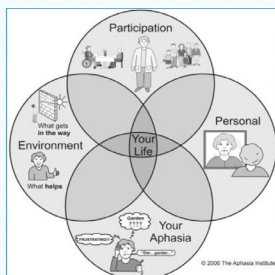 Participation
What gets
in the way
Environment
What helps
Your
Life
Personal
Your
Aphasia
Garden
????
FRUSTRATING!!!
"Gar... garder..."
© 2006 The Aphasia Institute